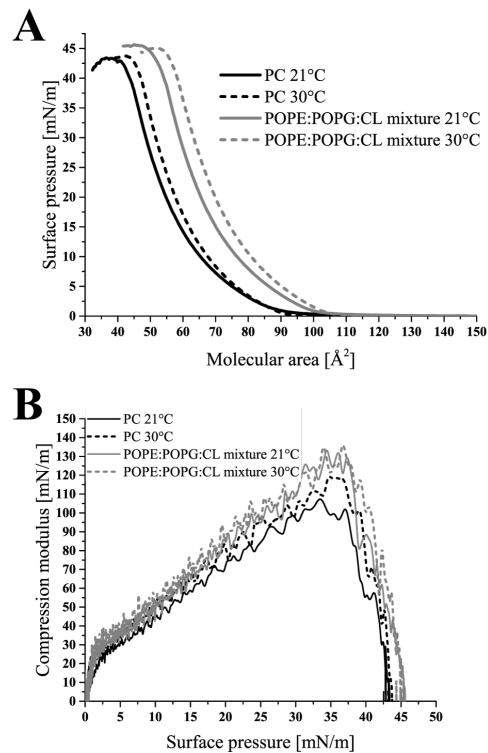 A
Surface pressure [mN/m]
50
45
40
35
30
25
20
15
10
5
0
PC 21°C
PC 30°C
POPE:POPG:CL mixture 21°C
POPE:POPG:CL mixture 30°C
30 40 50 60 70 80 90 100 110 120 130 140 150
Molecular area [Å²]
B
Compression modulus [mN/m]
150
140
130
120
110
100
90
80
70
60
50
40
30
20
10
0
PC 21°C
PC 30°C
POPE:POPG:CL mixture 21°C
POPE:POPG:CL mixture 30°C
0 5 10 15 20 25 30 35 40 45 50
Surface pressure [mN/m]